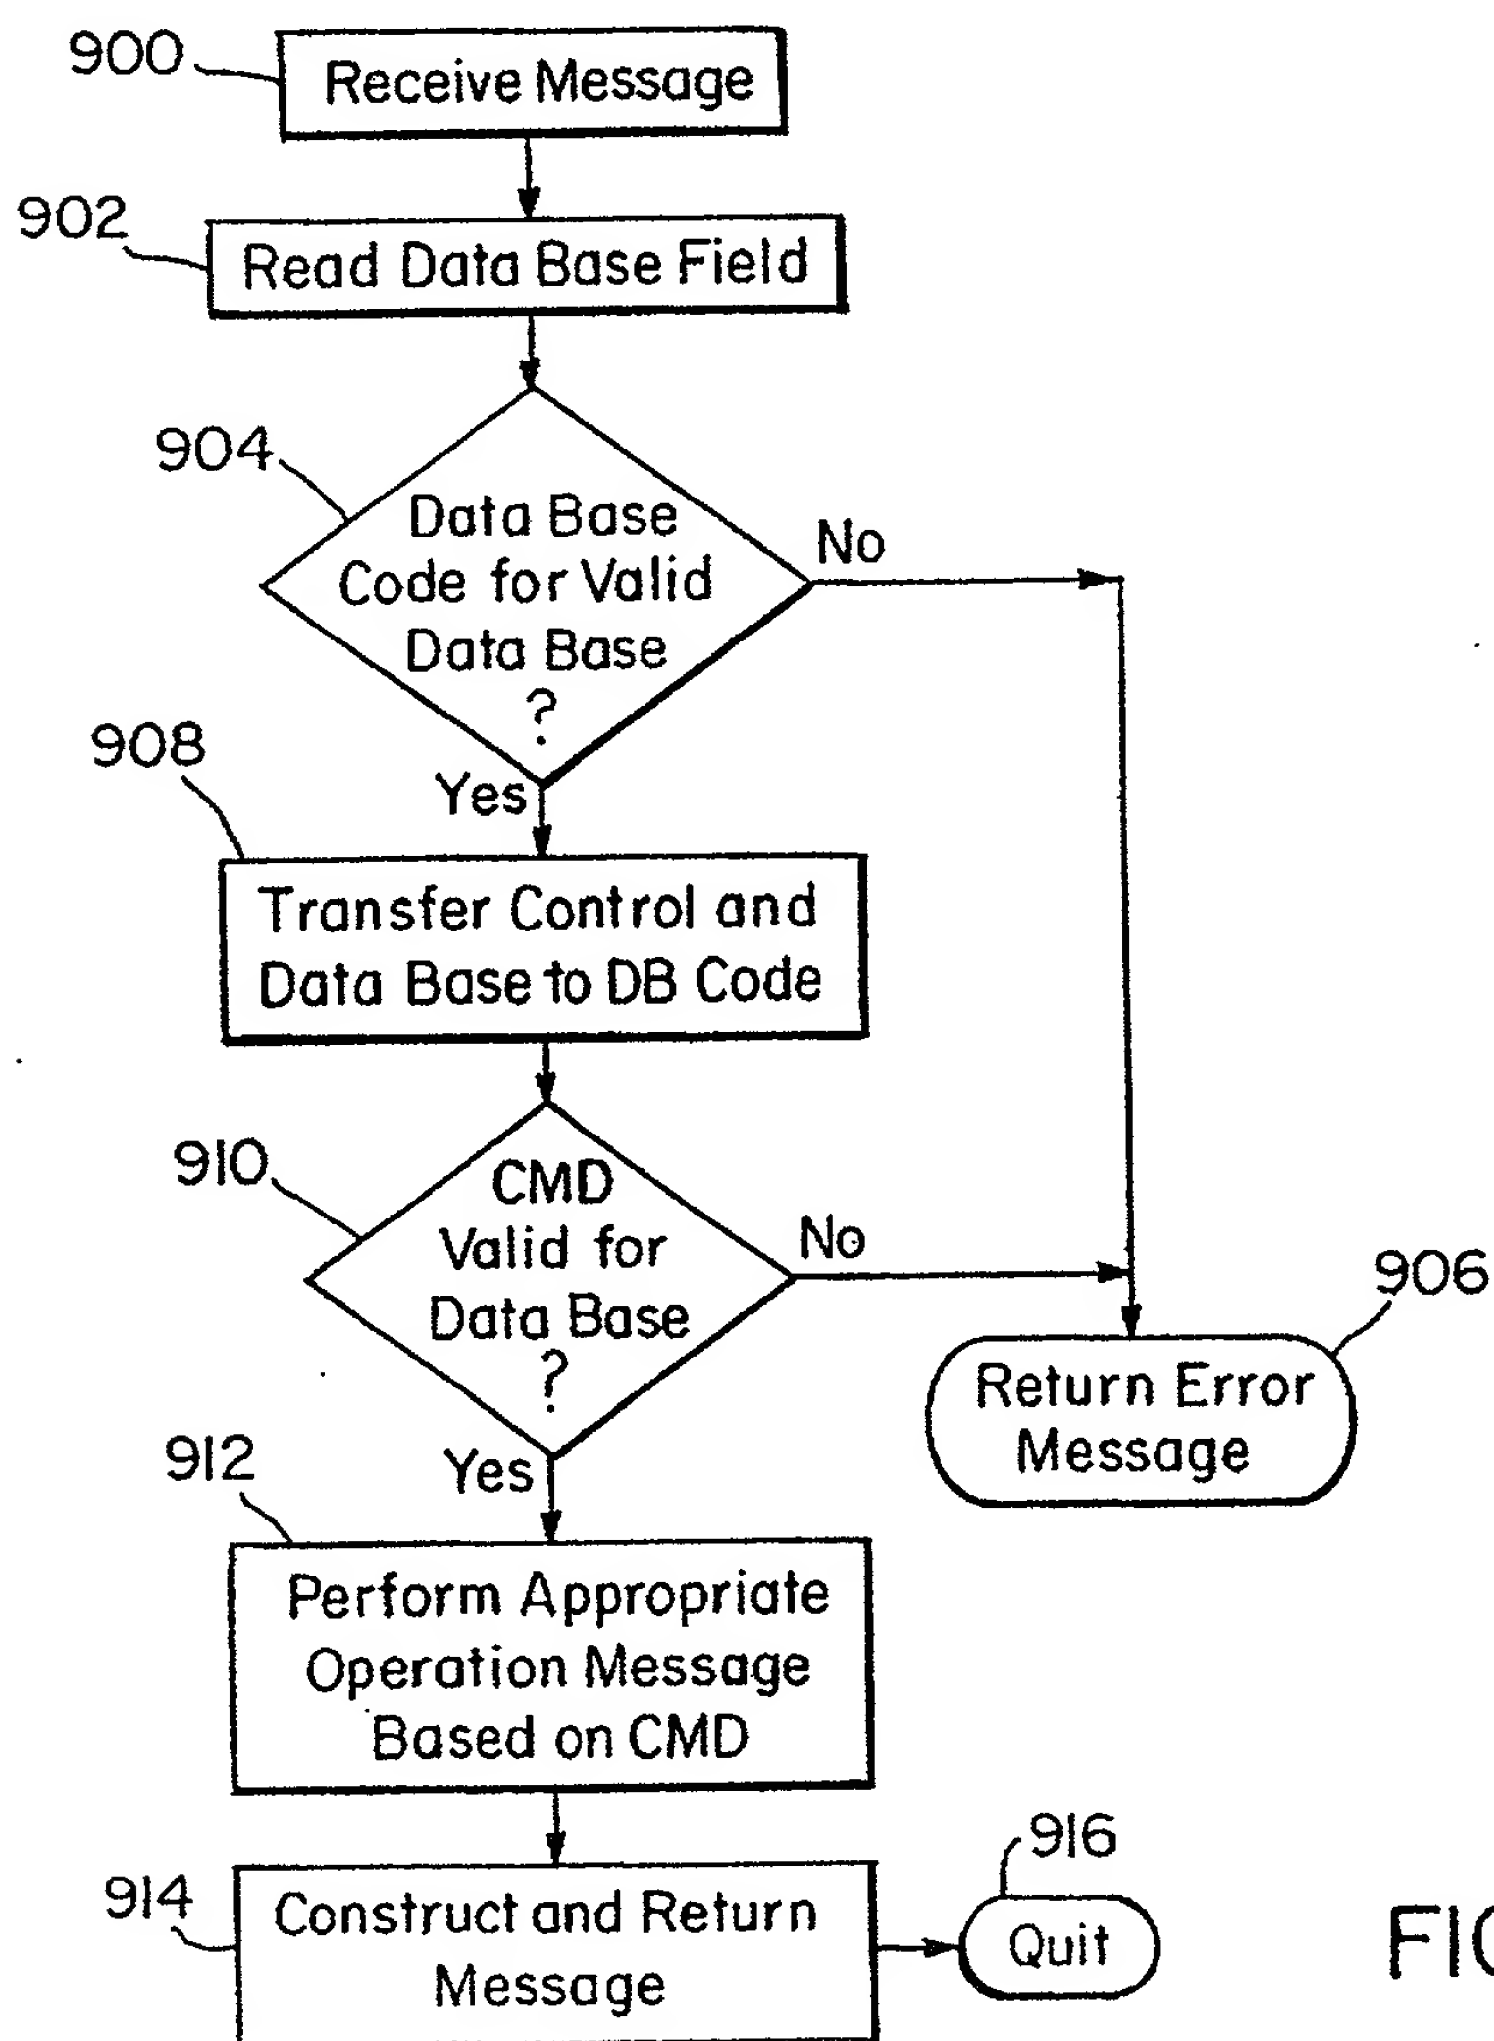 900
Receive Message
902
Read Data Base Field
904
Data Base
Code for Valid
Data Base
?
No
Yes
908
Transfer Control and
Data Base to DB Code
910
CMD
Valid for
Data Base
?
No
Yes
906
Return Error
Message
912
Perform Appropriate
Operation Message
Based on CMD
914
Construct and Return
Message
916
Quit